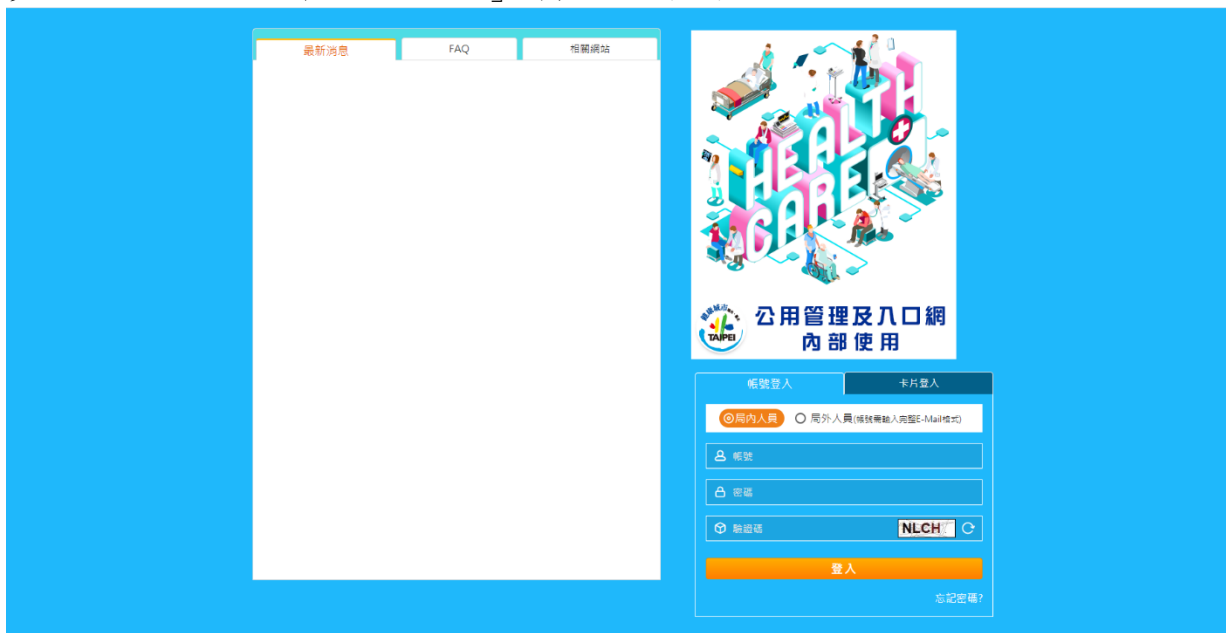 最新消息
FAQ
相關網站
HEALTH
CARE
TAIPEI
公用管理及入口網
內部使用
帳號登入
卡片登入
局內人員
局外人員(帳號需輸入完整E-Mail格式)
帳號
密碼
驗證碼
NLCH
登入
忘記密碼?